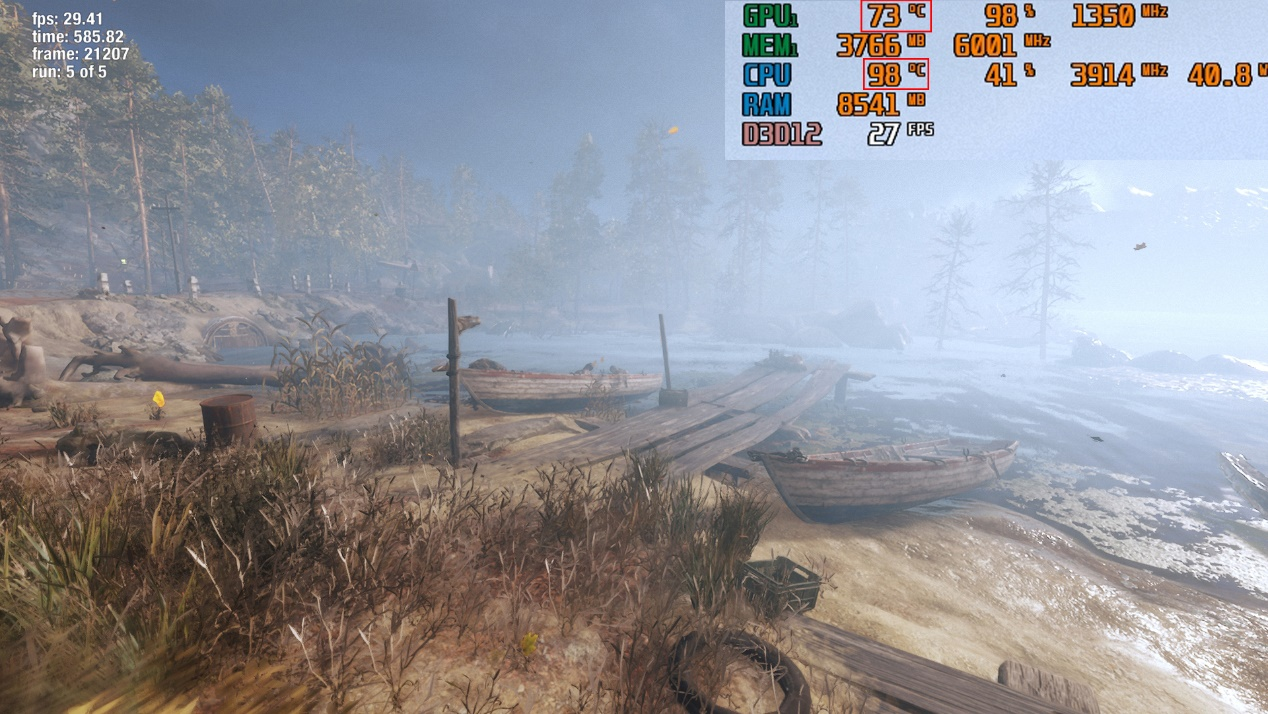 fps: 29.41
time: 585.82
frame: 21207
run: 5 of 5
GPU1 73 °C 98 % 1350 MHz
MEM1 3766 MB 6001 MHz
CPU 98 °C 41 % 3914 MHz 40.8 W
RAM 8541 MB
D3D12 27 FPS